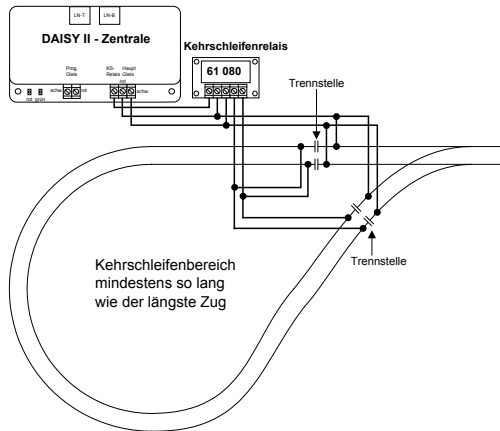 LN-T
LN-B
DAISY II - Zentrale
Prog.
Gleis
schw.
rot
KS-
Relais
Haupt
Gleis
rot
schw.
rot grün
Kehrschleifenrelais
61 080
Trennstelle
Trennstelle
Kehrschleifenbereich
mindestens so lang
wie der längste Zug